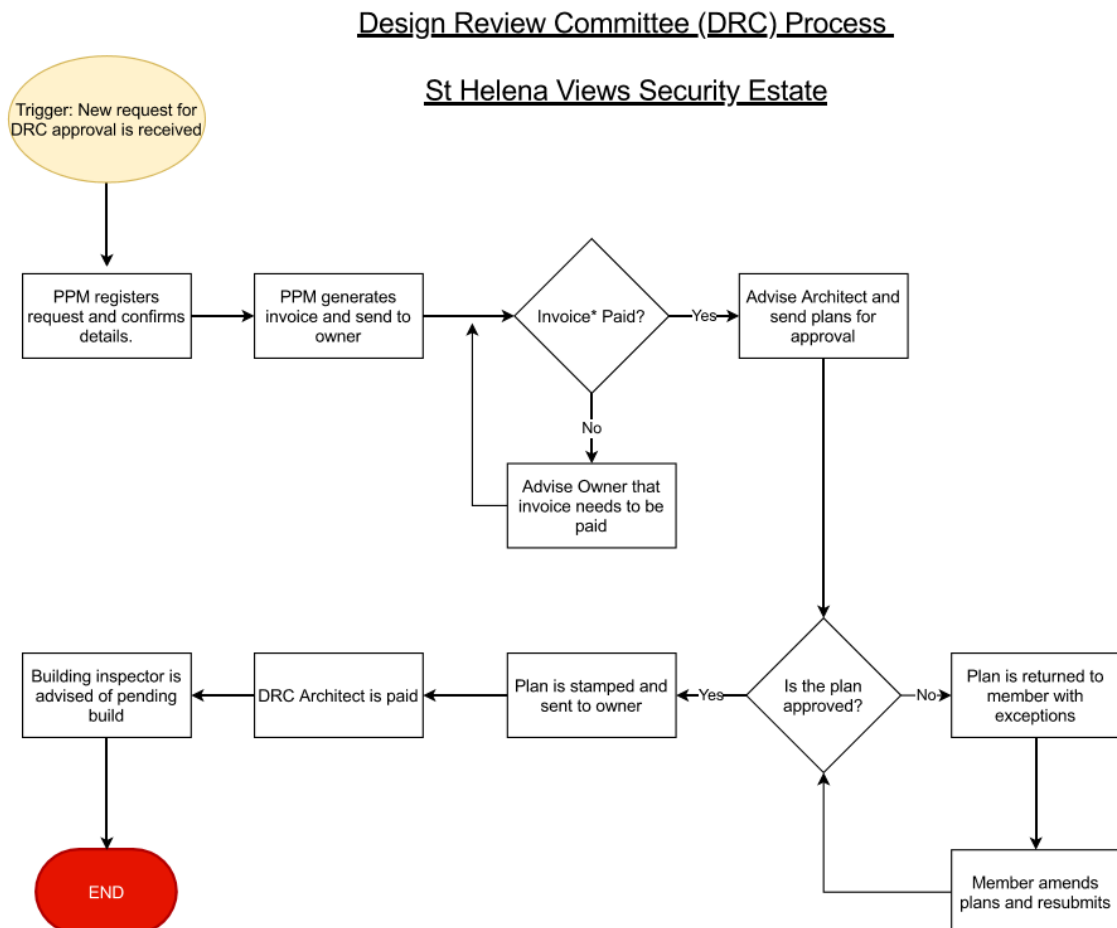 Design Review Committee (DRC) Process
St Helena Views Security Estate
Trigger: New request for
DRC approval is received
PPM registers
request and confirms
details.
PPM generates
invoice and send to
owner
Invoice* Paid?
Yes
Advise Architect and
send plans for
approval
No
Advise Owner that
invoice needs to be
paid
Building inspector is
advised of pending
build
DRC Architect is paid
Plan is stamped and
sent to owner
Yes
Is the plan
approved?
No
Plan is returned to
member with
exceptions
END
Member amends
plans and resubmits